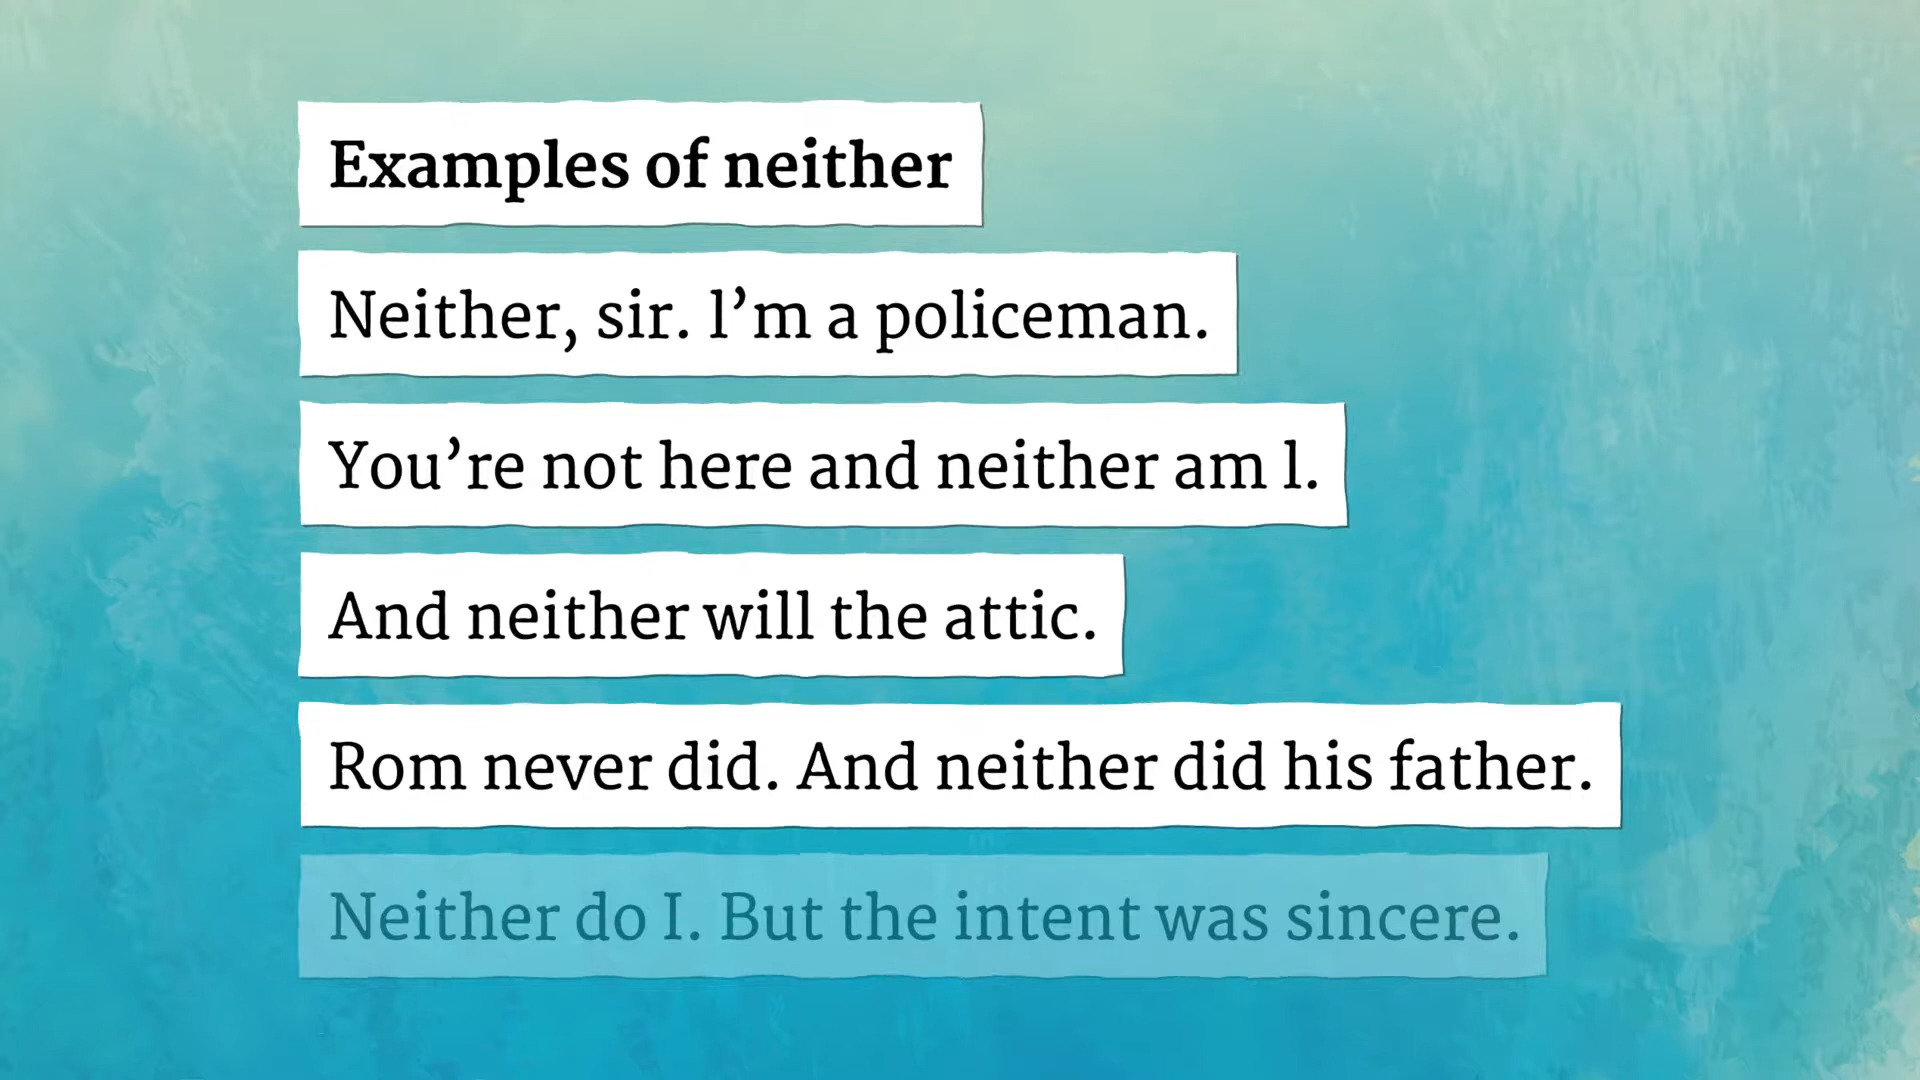 Examples of neither
Neither, sir. l’m a policeman.
You’re not here and neither am l.
And neither will the attic.
Rom never did. And neither did his father.
Neither do I. But the intent was sincere.